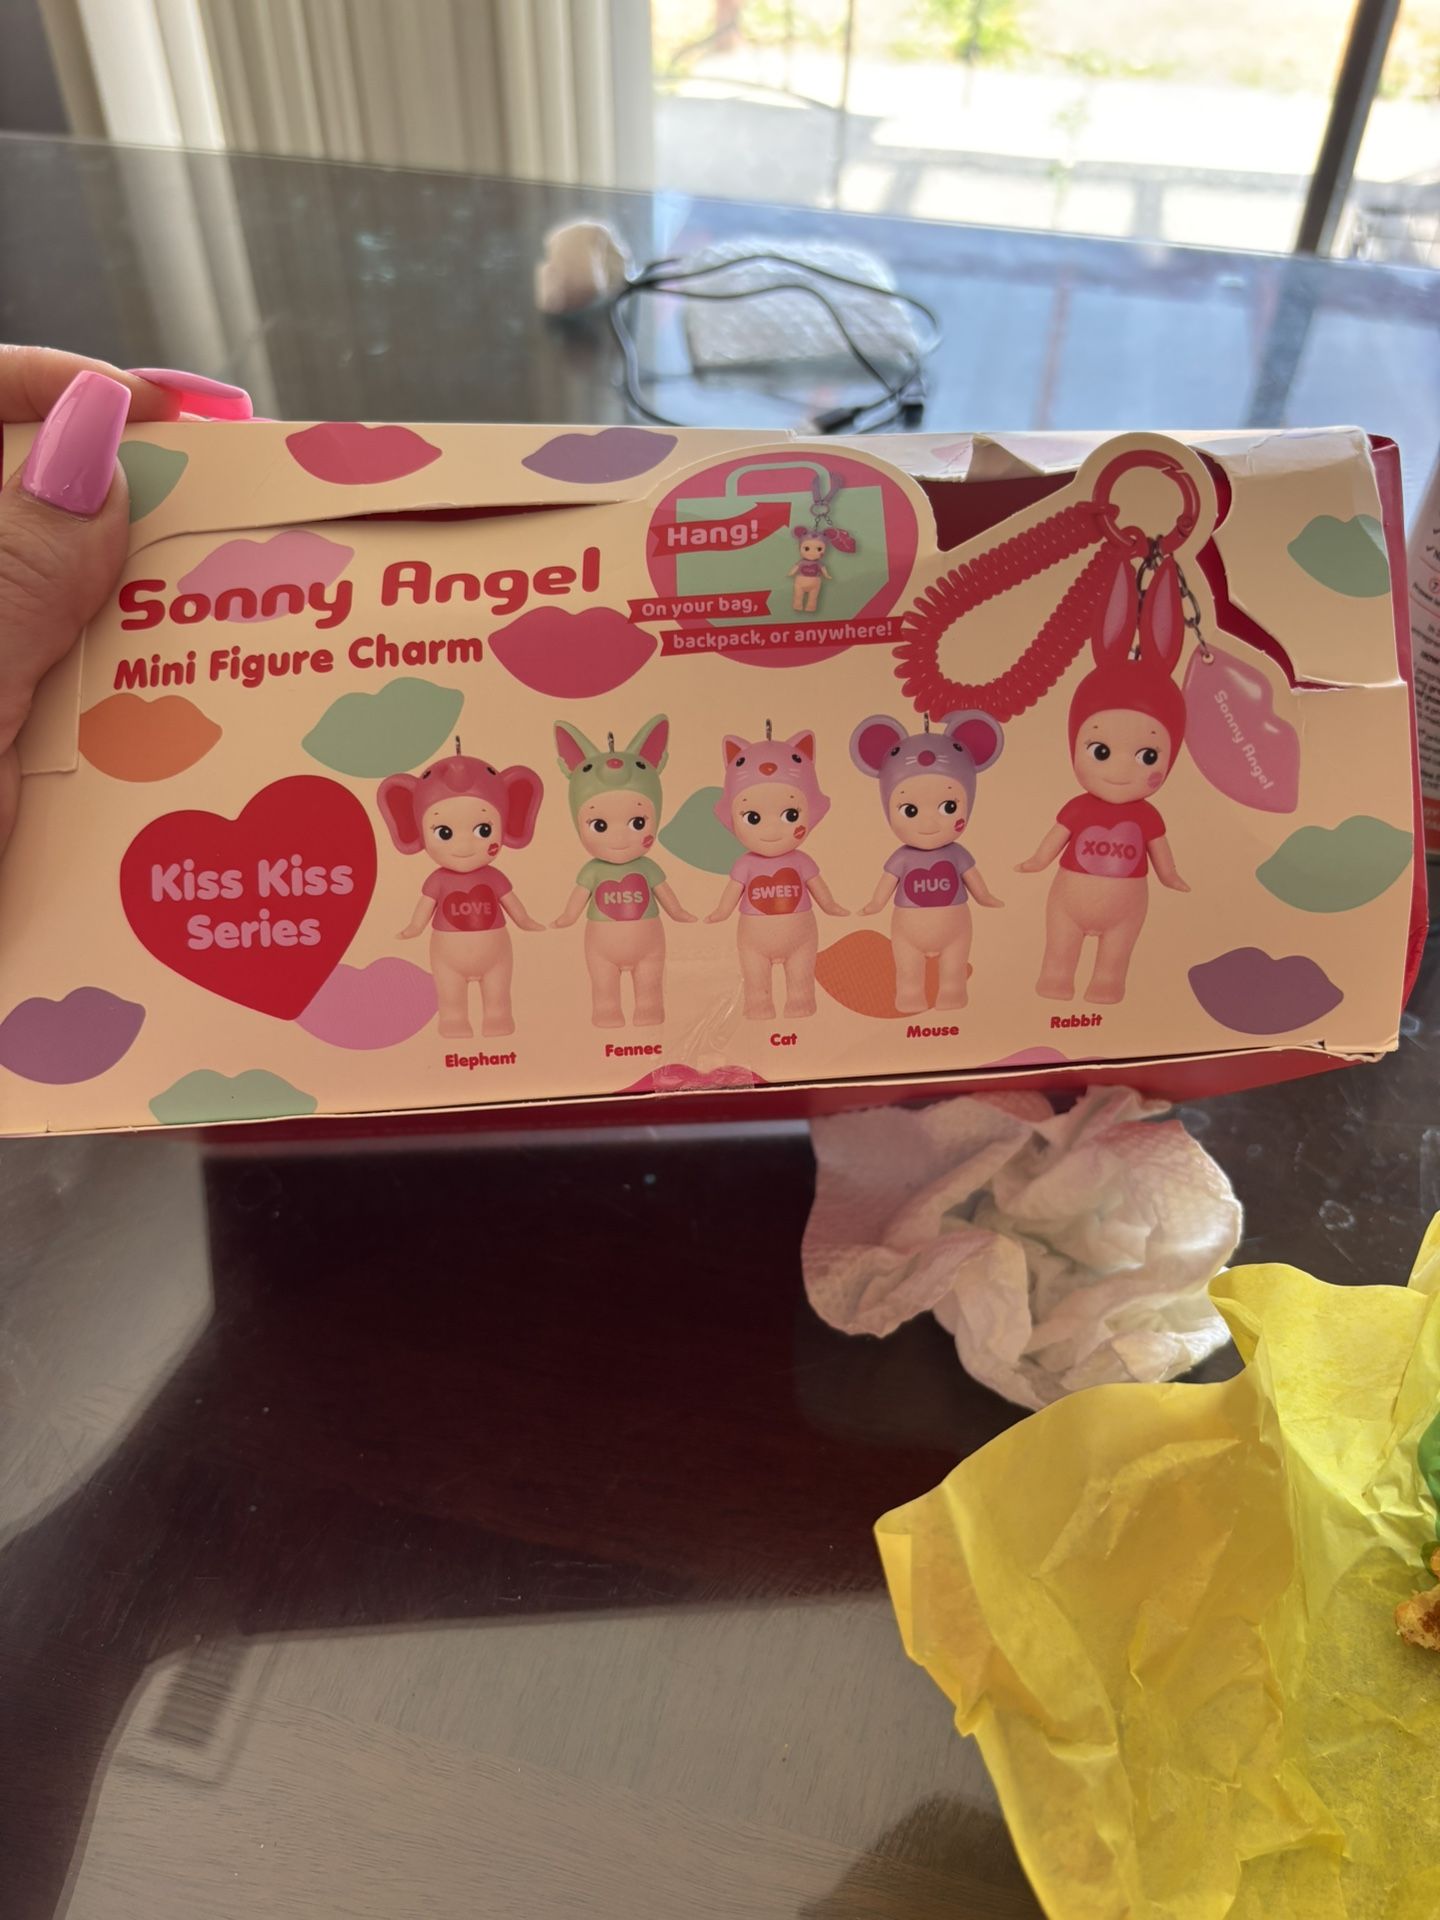 Sonny Angel
Mini Figure Charm
Hang!
On your bag,
backpack, or anywhere!
Sonny Angel
Kiss Kiss
Series
LOVE
KISS
SWEET
HUG
XOXO
Elephant
Fennec
Cat
Mouse
Rabbit